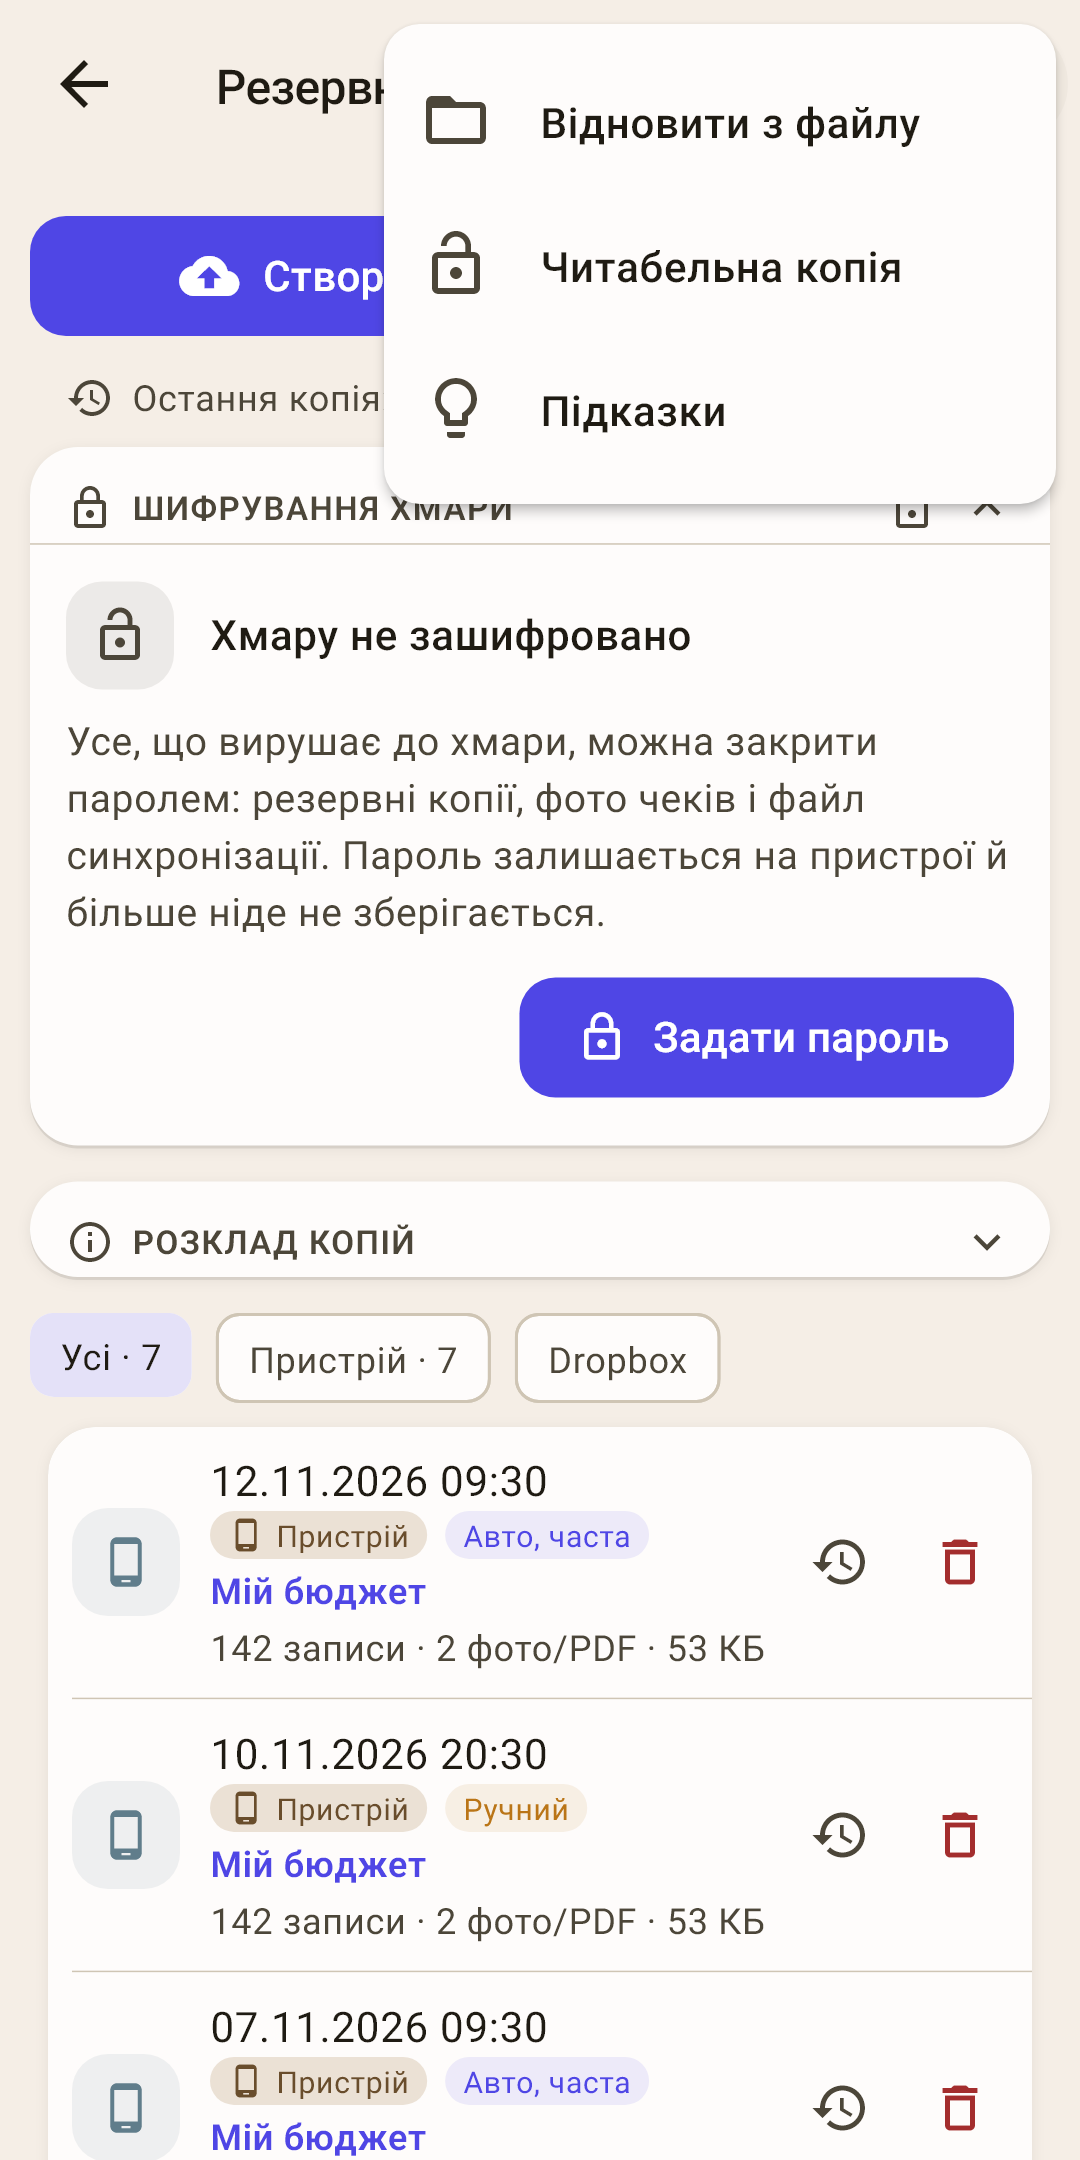 Резервн
Відновити з файлу
Читабельна копія
Підказки
Створ
Остання копія
ШИФРУВАННЯ ХМАРИ
Хмару не зашифровано
Усе, що вирушає до хмари, можна закрити
паролем: резервні копії, фото чеків і файл
синхронізації. Пароль залишається на пристрої й
більше ніде не зберігається.
Задати пароль
РОЗКЛАД КОПІЙ
Усі · 7
Пристрій · 7
Dropbox
12.11.2026 09:30
Пристрій
Авто, часта
Мій бюджет
142 записи · 2 фото/PDF · 53 КБ
10.11.2026 20:30
Пристрій
Ручний
Мій бюджет
142 записи · 2 фото/PDF · 53 КБ
07.11.2026 09:30
Пристрій
Авто, часта
Мій бюджет